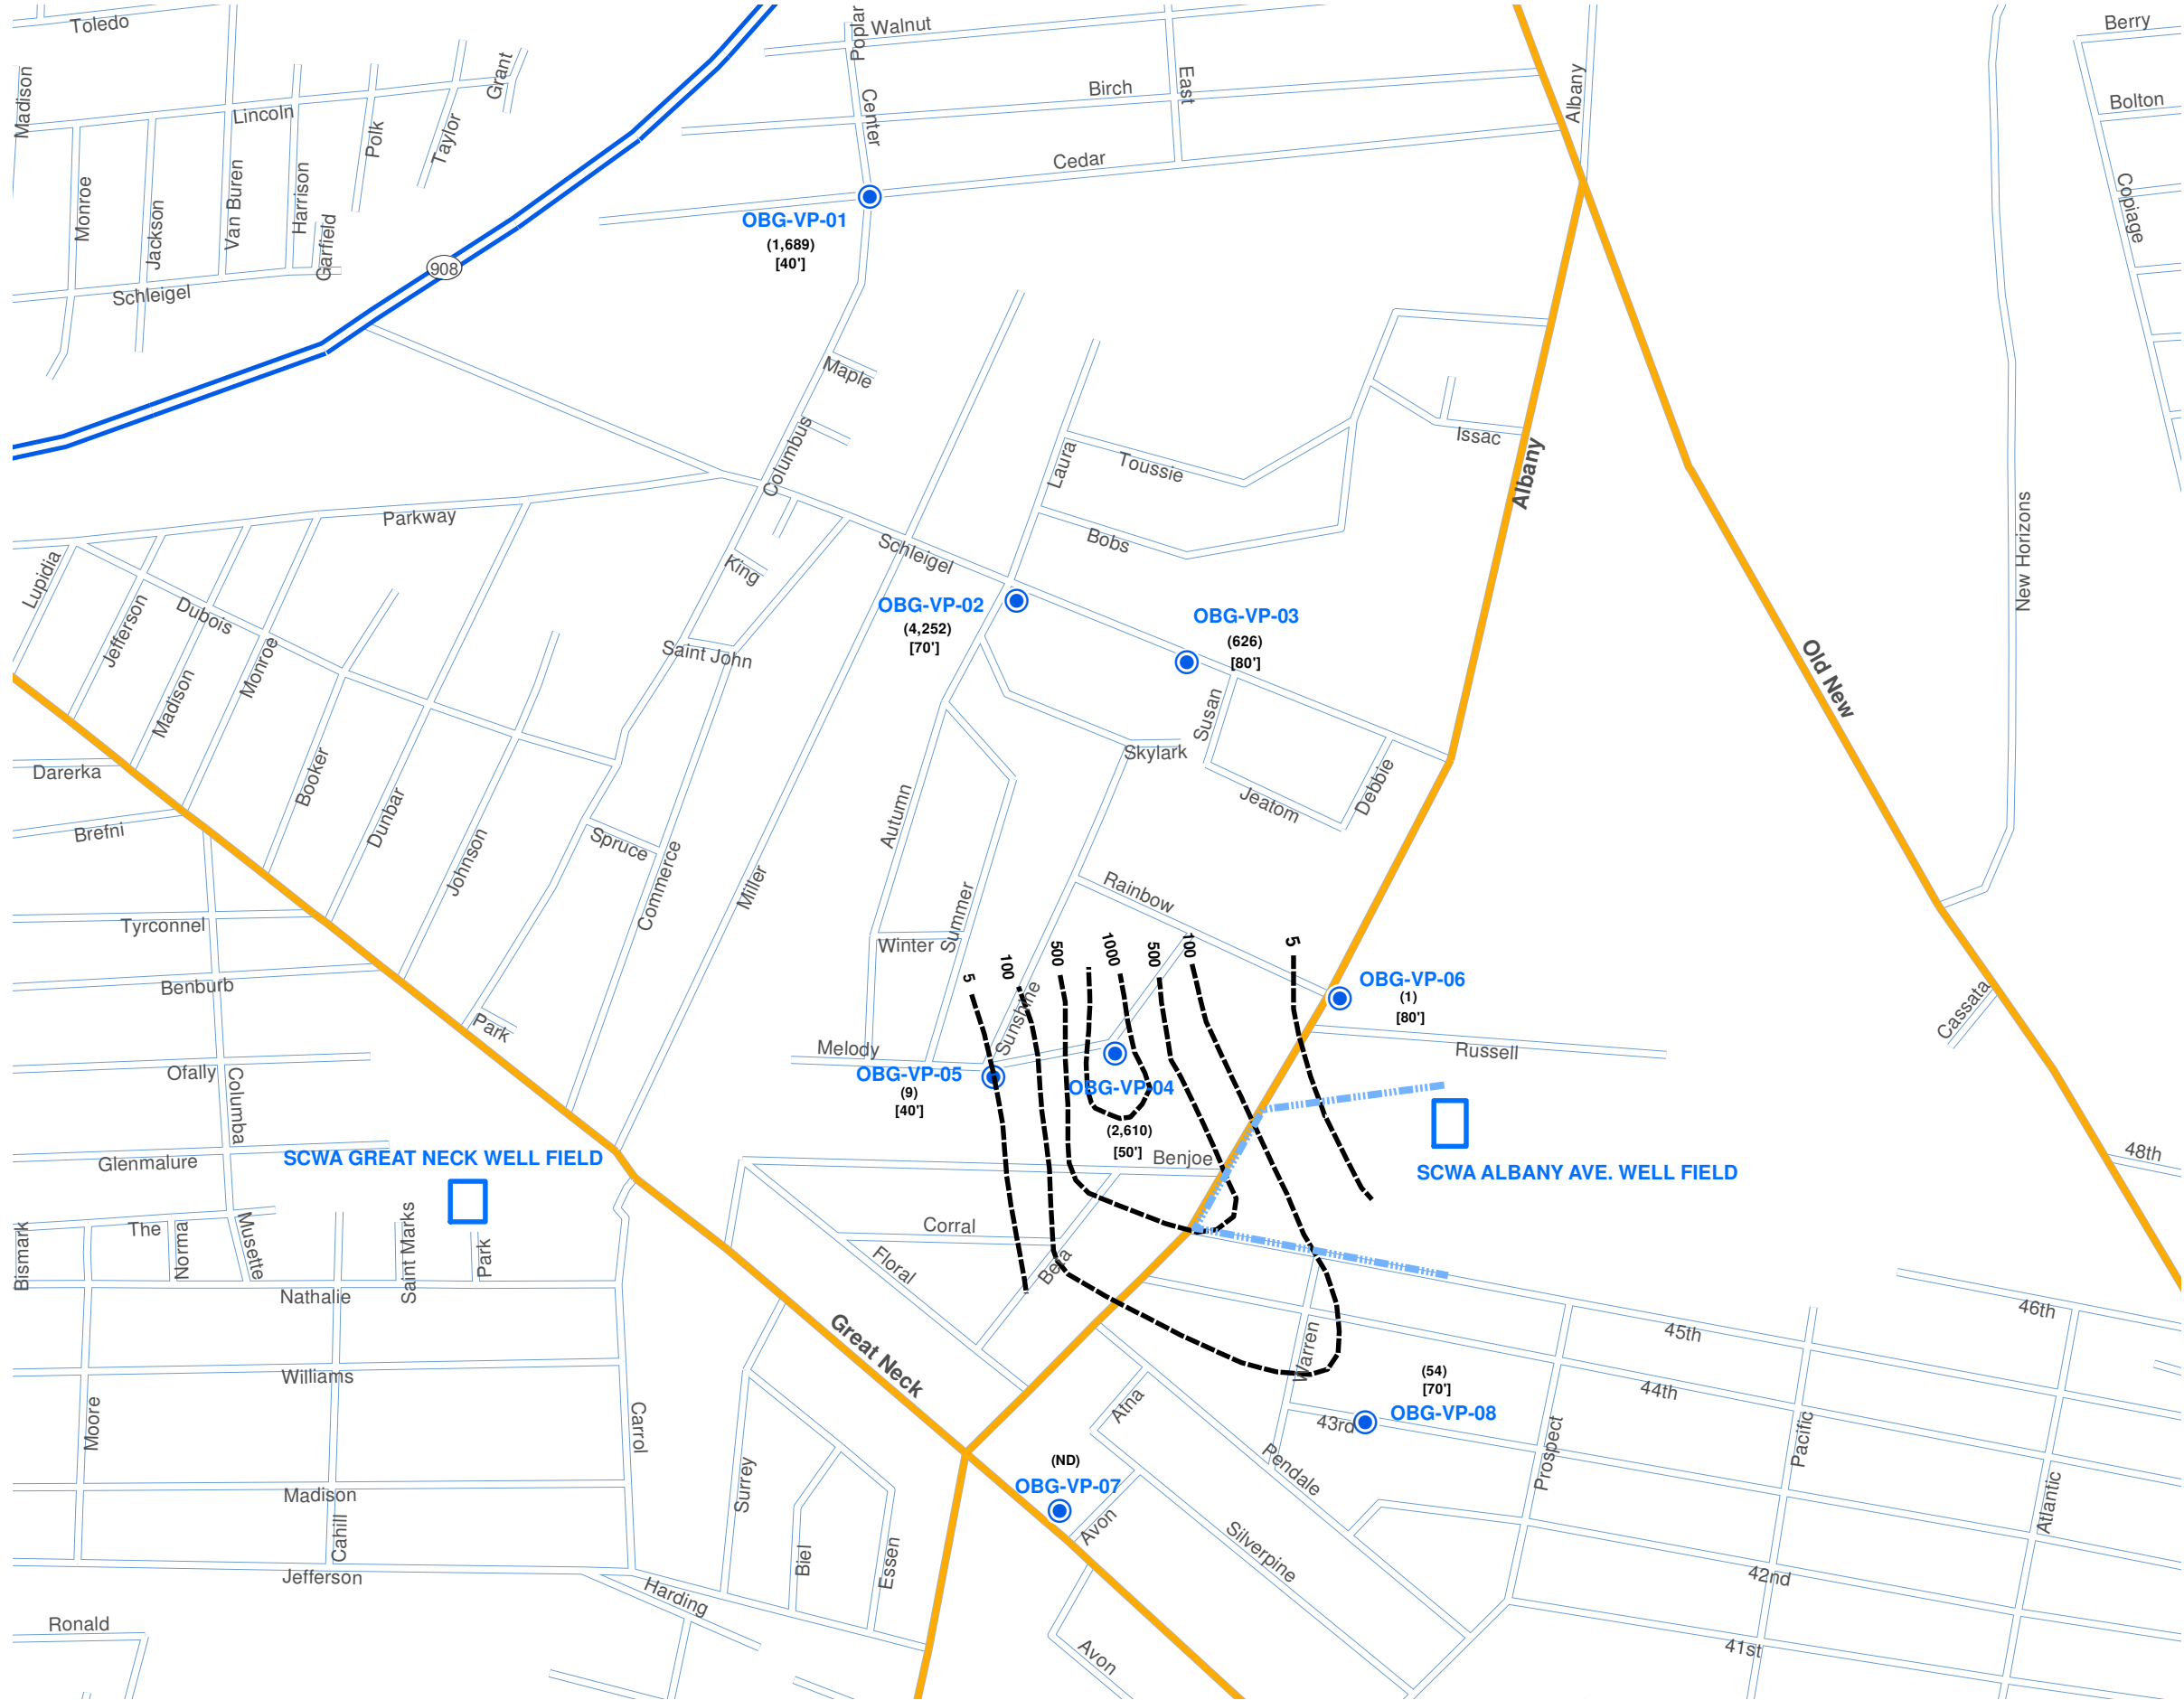 Toledo
Poplar
Walnut
Berry
Madison
Grant
Lincoln
Polk
Taylor
Center
Birch
East
Albany
Bolton
Monroe
Jackson
Van Buren
Harrison
Garfield
Cedar
Copiage
OBG-VP-01
(1,689)
[40']
908
Schleigel
Maple
Columbus
Laura
Toussie
Issac
Albany
Parkway
Bobs
New Horizons
Schleigel
King
Lupidia
Jefferson
Dubois
OBG-VP-02
(4,252)
[70']
OBG-VP-03
(626)
[80']
Madison
Monroe
Saint John
Susan
Old New
Skylark
Darerka
Booker
Dunbar
Jeatom
Debbie
Brefni
Johnson
Spruce
Commerce
Miller
Autumn
Summer
Rainbow
Tyrconnel
Winter
5
100
500
1000
500
100
5
Benburb
OBG-VP-06
(1)
[80']
Park
Sunshine
Cassata
Melody
Russell
Ofally
Columba
OBG-VP-05
(9)
[40']
OBG-VP-04
(2,610)
[50']
Glenmalure
SCWA GREAT NECK WELL FIELD
Benjoe
SCWA ALBANY AVE. WELL FIELD
48th
Bismark
The
Norma
Musette
Saint Marks
Park
Corral
Floral
Bela
Nathalie
46th
Great Neck
Warren
45th
Williams
(54)
[70']
OBG-VP-08
44th
Moore
Carrol
Atna
43rd
Prospect
Pacific
Surrey
(ND)
OBG-VP-07
Pendale
Atlantic
Madison
Cahill
Avon
Silverpine
Biel
Essen
Jefferson
42nd
Harding
Ronald
Avon
41st